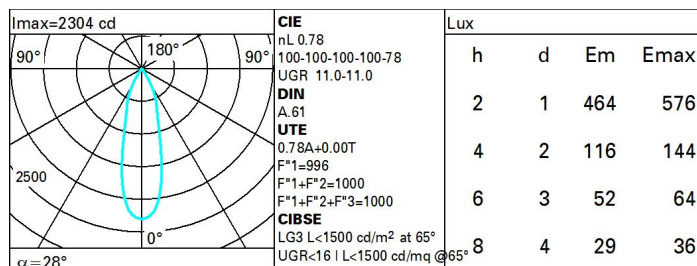 Imax=2304 cd
90°
180°
90°
2500
0°
α=28°
CIE
nL 0.78
100-100-100-100-78
UGR 11.0-11.0
DIN
A.61
UTE
0.78A+0.00T
F"1=996
F"1+F"2=1000
F"1+F"2+F"3=1000
CIBSE
LG3 L<1500 cd/m² at 65°
UGR<16 | L<1500 cd/mq @65°
Lux
h d Em Emax
2 1 464 576
4 2 116 144
6 3 52 64
8 4 29 36